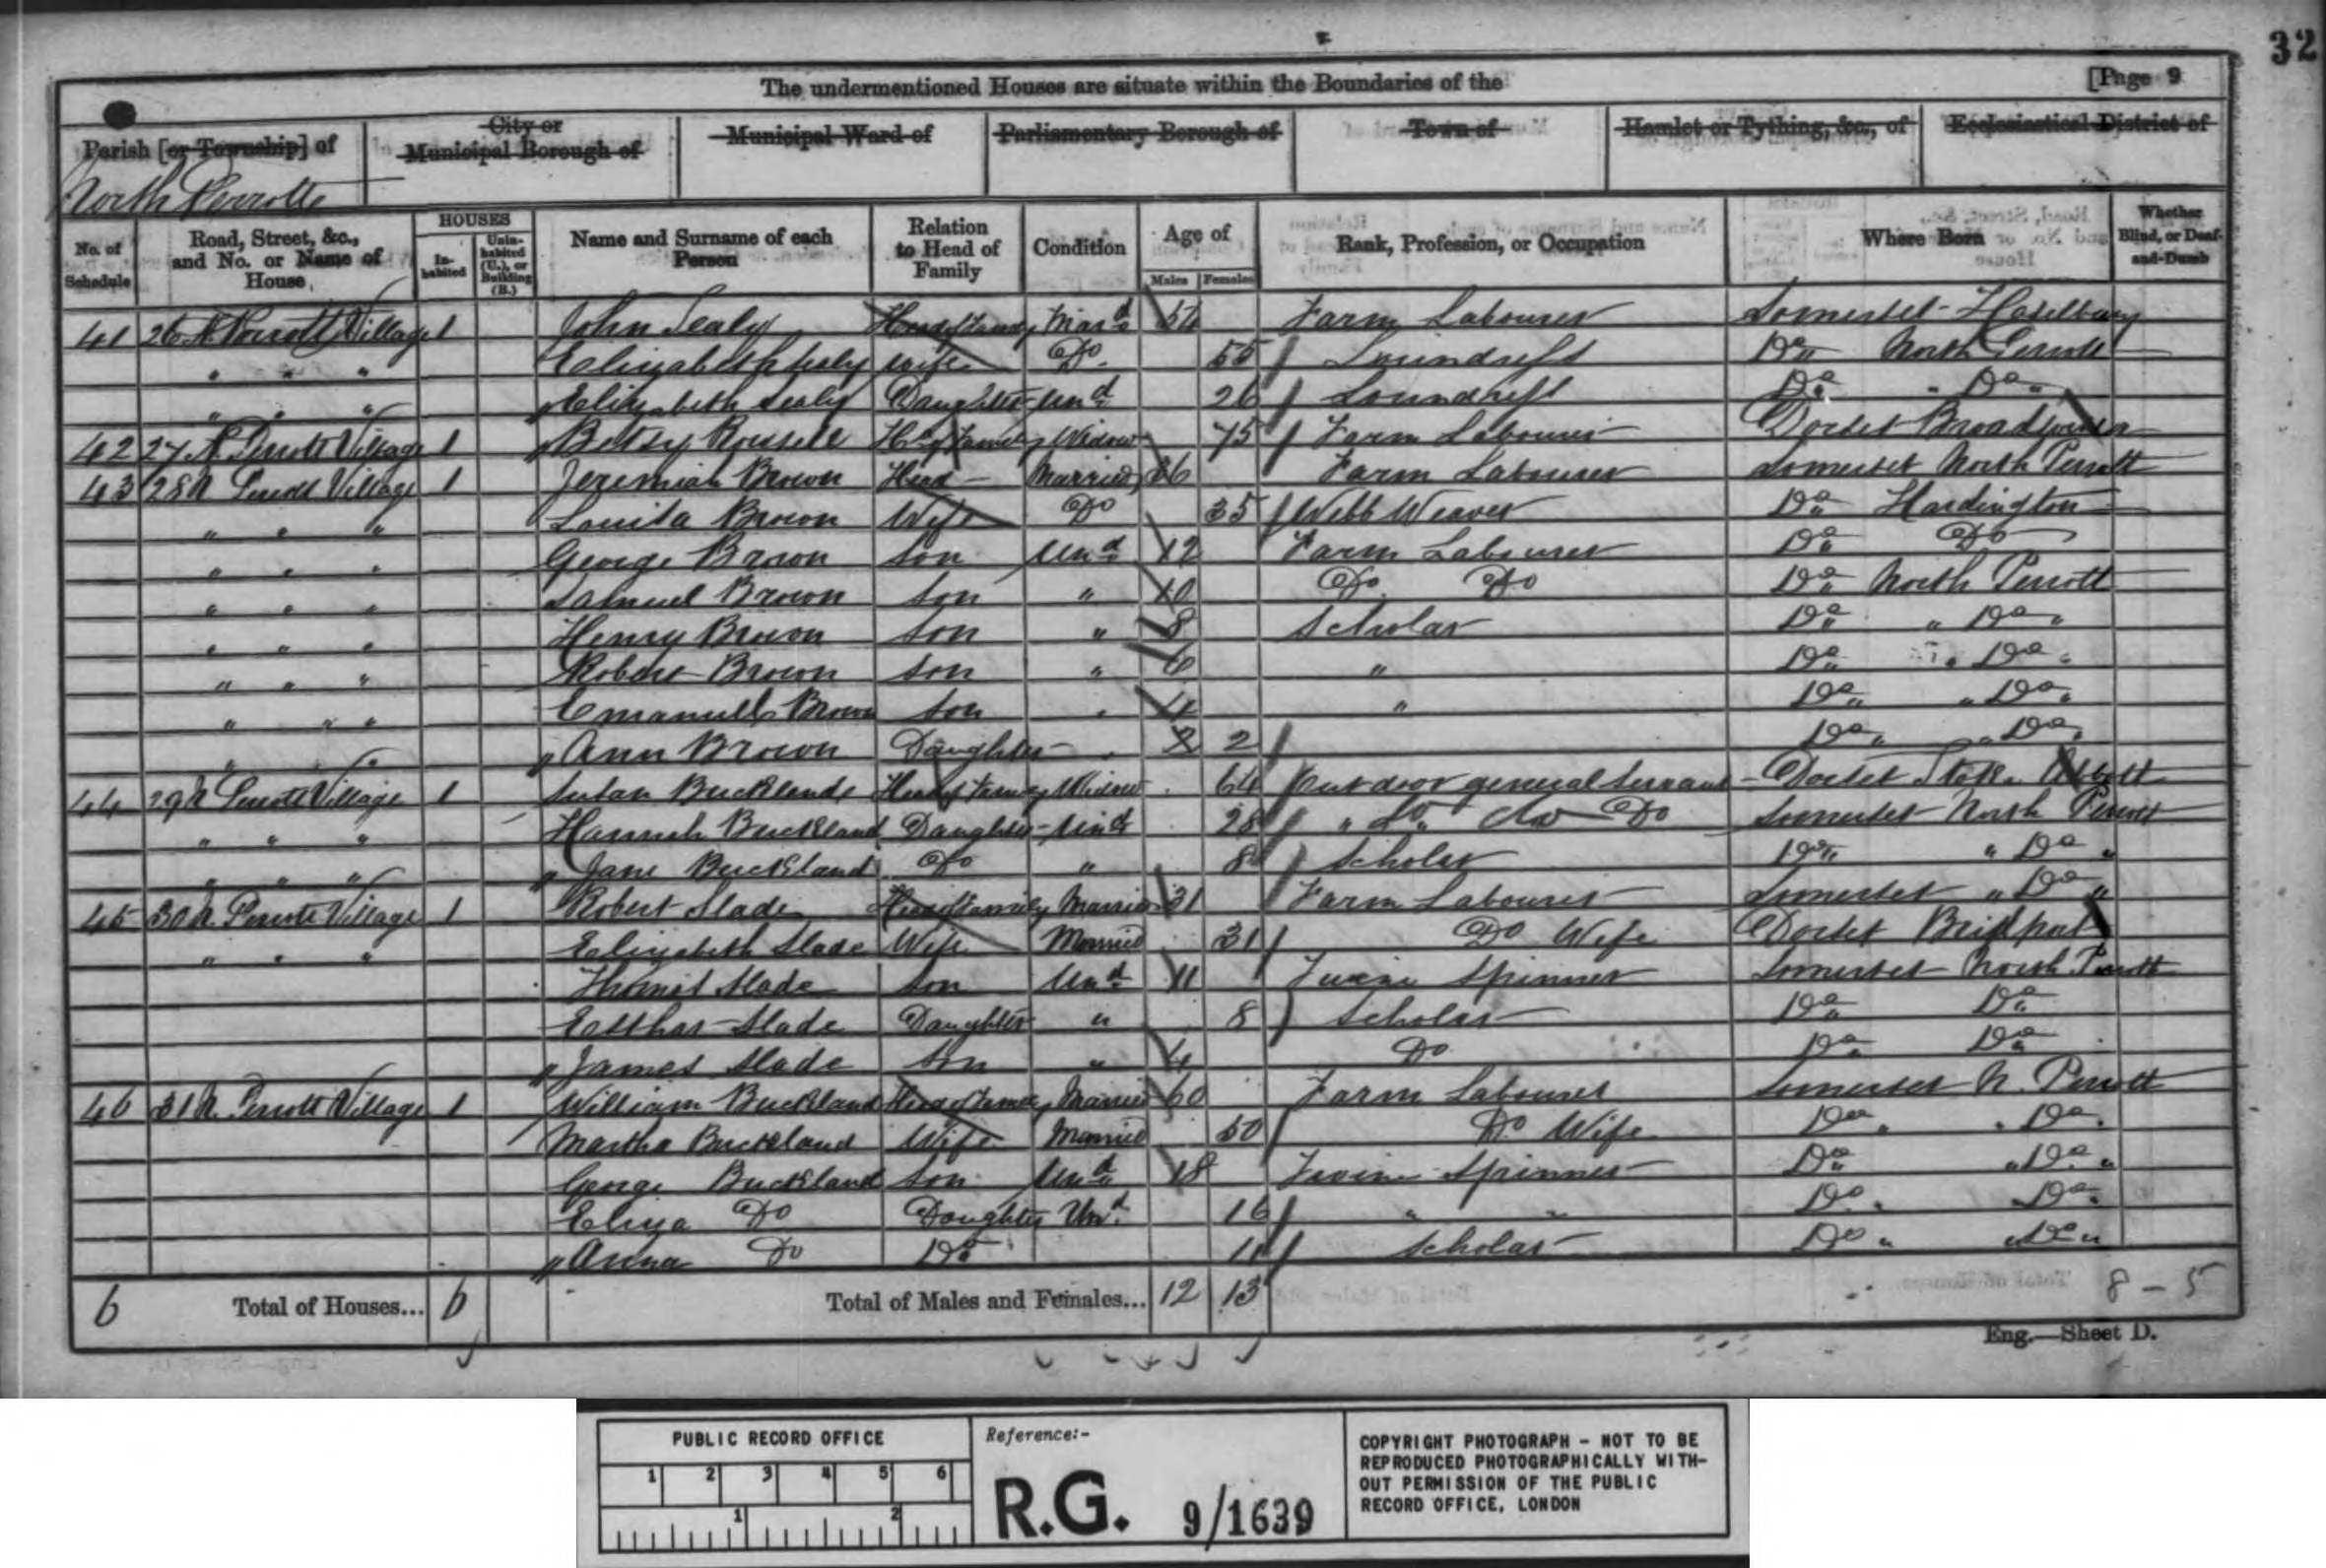 32
The undermentioned Houses are situate within the Boundaries of the [Page 9
Parish [or Township] of City or Municipal Borough of Municipal Ward of Parliamentary Borough of Town of Hamlet or Tything, &c., of Ecclesiastical District of
North Perrott
No. of Schedule Road, Street, &c., and No. or Name of House HOUSES In-habited Unin-habited (U.), or Building (B.) Name and Surname of each Person Relation to Head of Family Condition Age of Males Females Rank, Profession, or Occupation Where Born Whether Blind, or Deaf-and-Dumb
41 26 N. Perrott Village 1 John Sealy Head of Family Mard 54 Farm Labourer Somerset Haselbury
" " " Elizabeth Sealy wife Do 55 Laundress Do North Perrott
" " " Elizabeth Sealy Daughter Und 26 Laundress Do " Do "
42 27 N. Perrott Village 1 Betsy Russell Hd of Family Widow 75 Farm Labourer Dorset Broadwinsor
43 28 N Perrott Village 1 Jeremiah Brown Head Married 36 Farm Labourer Somerset North Perrott
" " " Louisa Brown Wife Do 35 Webb Weaver Do Hardington
" " " George Brown Son Und 12 Farm Labourer Do Do
" " " Samuel Brown Son " 10 Do Do Do North Perrott
" " " Henry Brown Son " 8 Scholar Do " Do "
" " " Robert Brown Son " 6 " Do " Do "
" " " Emanuell Brown Son " 4 " Do " Do "
" " " Ann Brown Daughter " 2 2 Do " Do "
44 29 N Perrott Village 1 Susan Buckland Head of Family Widow 64 Out door general Servant Dorset Stoke Abbott
" " " Hannah Buckland Daughter Und 28 " Do " Do Do Somerset North Perrott
" " " Jane Buckland Do " 8 Scholar Do " Do "
45 30 N. Perrott Village 1 Robert Slade Head of Family Married 31 Farm Labourer Somerset " Do "
" " " Elizabeth Slade Wife Married 31 Do Wife Dorset Bridport
Slade Son Und 11 Twine Spinner Somerset North Perrott
Eesther Slade Daughter " 8 Scholar Do Do
James Slade Son " 4 Do Do Do
46 31 N. Perrott Village 1 William Buckland Head of Family Married 60 Farm Labourer Somerset N. Perrott
Martha Buckland Wife Married 50 Do Wife Do " " Do "
George Buckland Son Und 18 Twine Spinner Do " Do "
Eliza Do Daughter Und 16 " " Do " Do "
" Anna Do Do 11 Scholar Do " " Do "
6 Total of Houses... 6 Total of Males and Females... 12 13 8 - 5
Eng.—Sheet D.
PUBLIC RECORD OFFICE
1 2 3 4 5 6
1 2
Reference:-
R.G. 9/1639
COPYRIGHT PHOTOGRAPH - NOT TO BE
REPRODUCED PHOTOGRAPHICALLY WITH-
OUT PERMISSION OF THE PUBLIC
RECORD OFFICE, LONDON